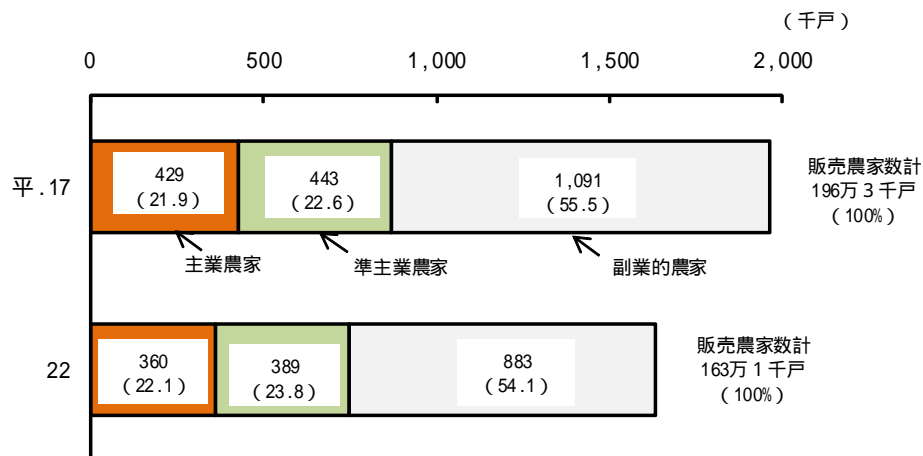 （千戸）
0 500 1,000 1,500 2,000
平.17
429
（21.9）
443
（22.6）
1,091
（55.5）
販売農家数計
196万３千戸
（100%）
主業農家
準主業農家
副業的農家
22
360
（22.1）
389
（23.8）
883
（54.1）
販売農家数計
163万１千戸
（100%）